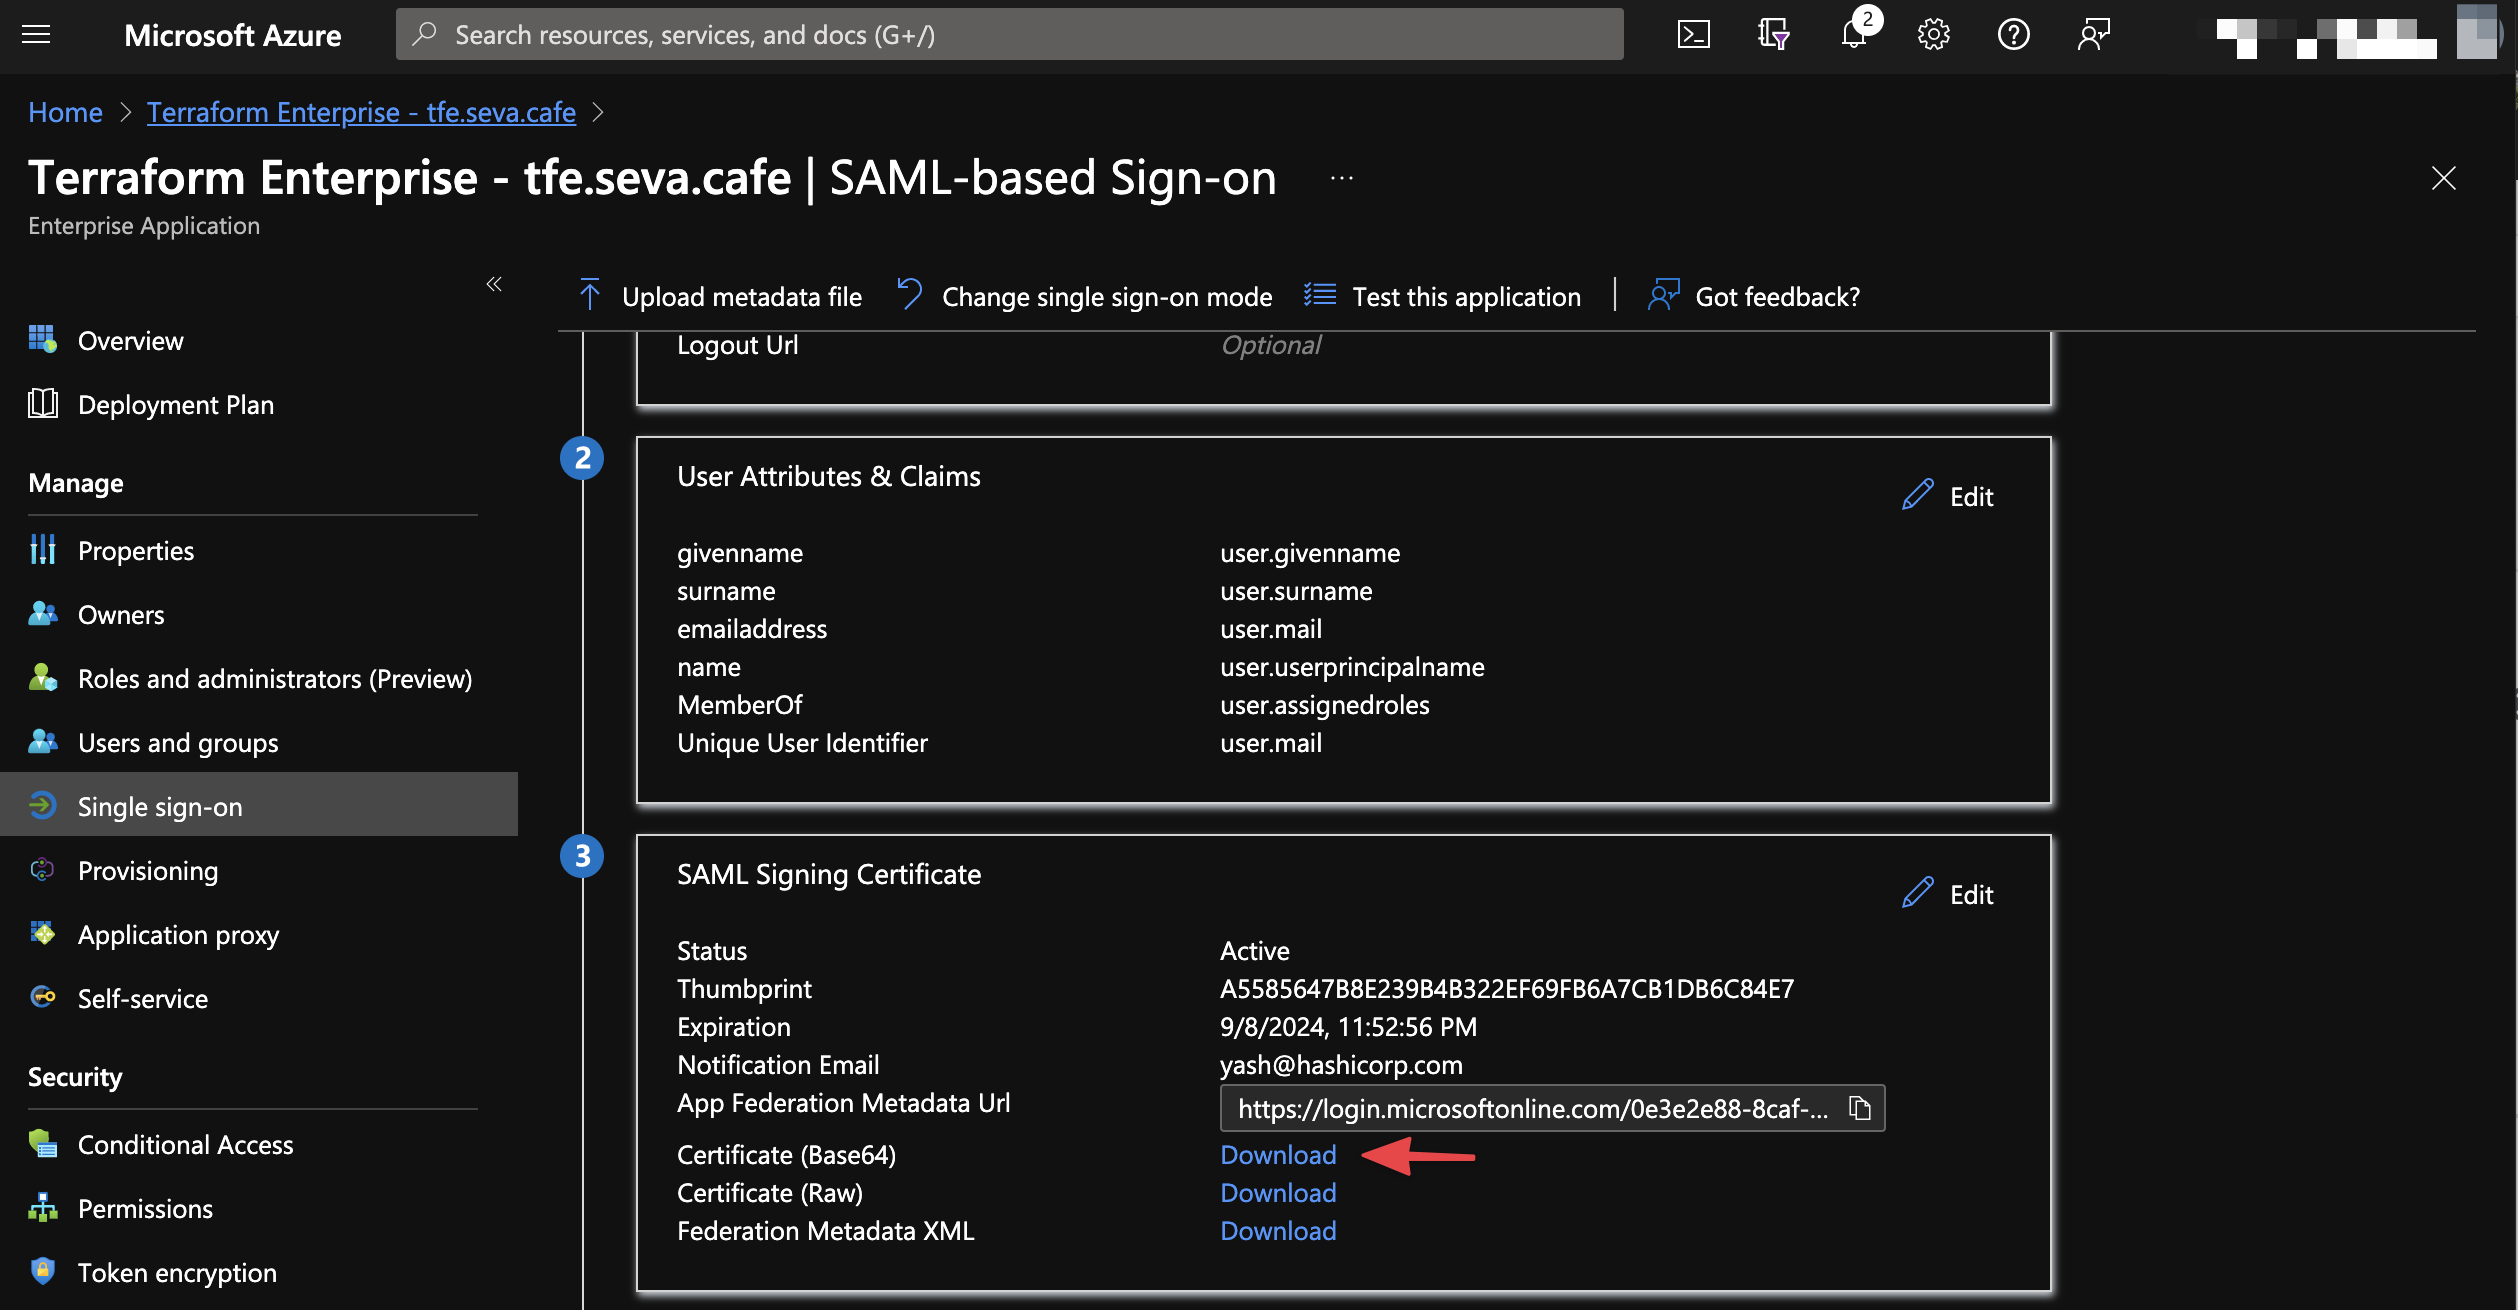 Microsoft Azure
Search resources, services, and docs (G+/)
2
Home > Terraform Enterprise - tfe.seva.cafe >
Terraform Enterprise - tfe.seva.cafe | SAML-based Sign-on ...
Enterprise Application
«
Overview
Deployment Plan
Manage
Properties
Owners
Roles and administrators (Preview)
Users and groups
Single sign-on
Provisioning
Application proxy
Self-service
Security
Conditional Access
Permissions
Token encryption
Upload metadata file
Change single sign-on mode
Test this application
Got feedback?
Logout Url Optional
2
User Attributes & Claims
Edit
givenname user.givenname
surname user.surname
emailaddress user.mail
name user.userprincipalname
MemberOf user.assignedroles
Unique User Identifier user.mail
3
SAML Signing Certificate
Edit
Status Active
Thumbprint A5585647B8E239B4B322EF69FB6A7CB1DB6C84E7
Expiration 9/8/2024, 11:52:56 PM
Notification Email yash@hashicorp.com
App Federation Metadata Url https://login.microsoftonline.com/0e3e2e88-8caf-...
Certificate (Base64) Download
Certificate (Raw) Download
Federation Metadata XML Download